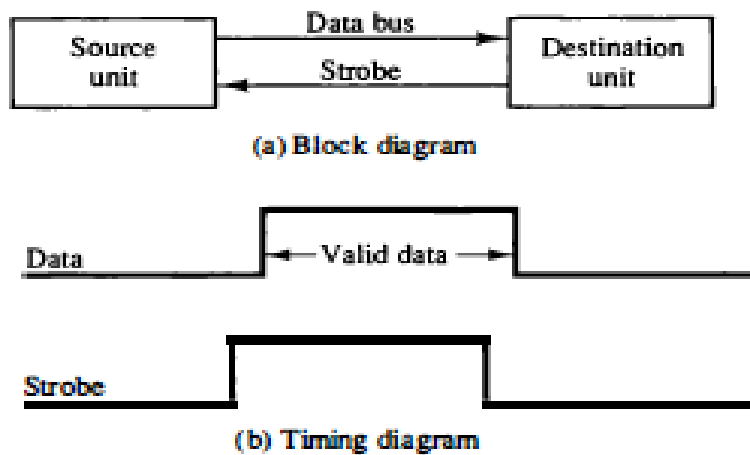 Source
unit
Data bus
Strobe
Destination
unit
(a) Block diagram
Data
Valid data
Strobe
(b) Timing diagram